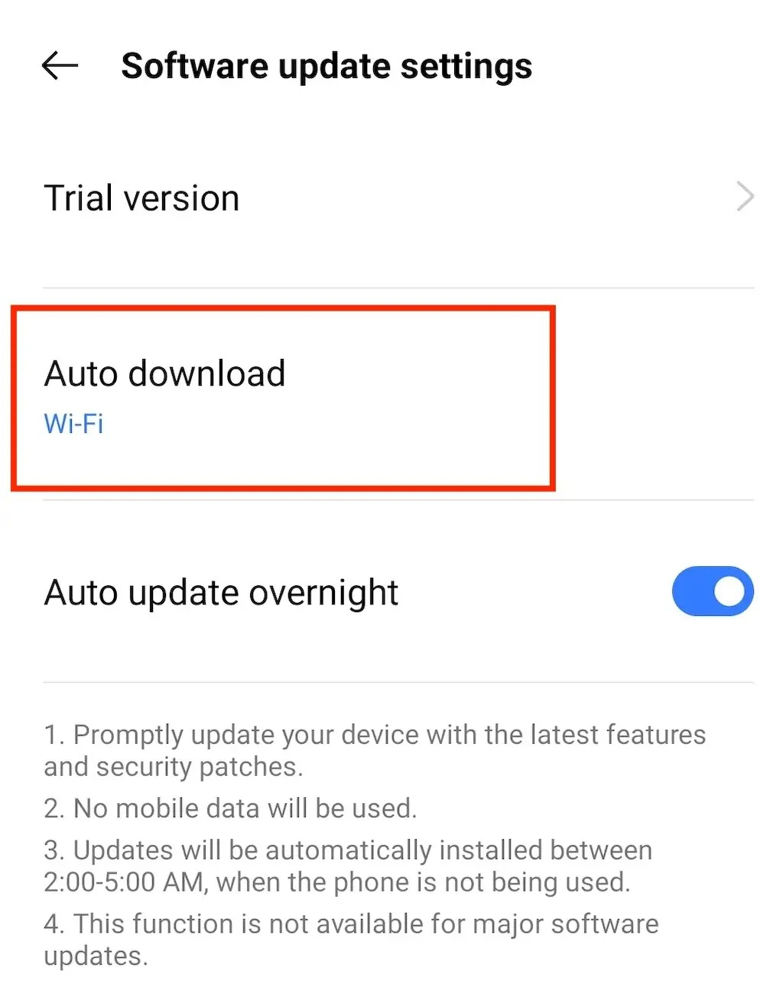 Software update settings
Trial version
Auto download
Wi-Fi
Auto update overnight
1. Promptly update your device with the latest features
and security patches.
2. No mobile data will be used.
3. Updates will be automatically installed between
2:00-5:00 AM, when the phone is not being used.
4. This function is not available for major software
updates.